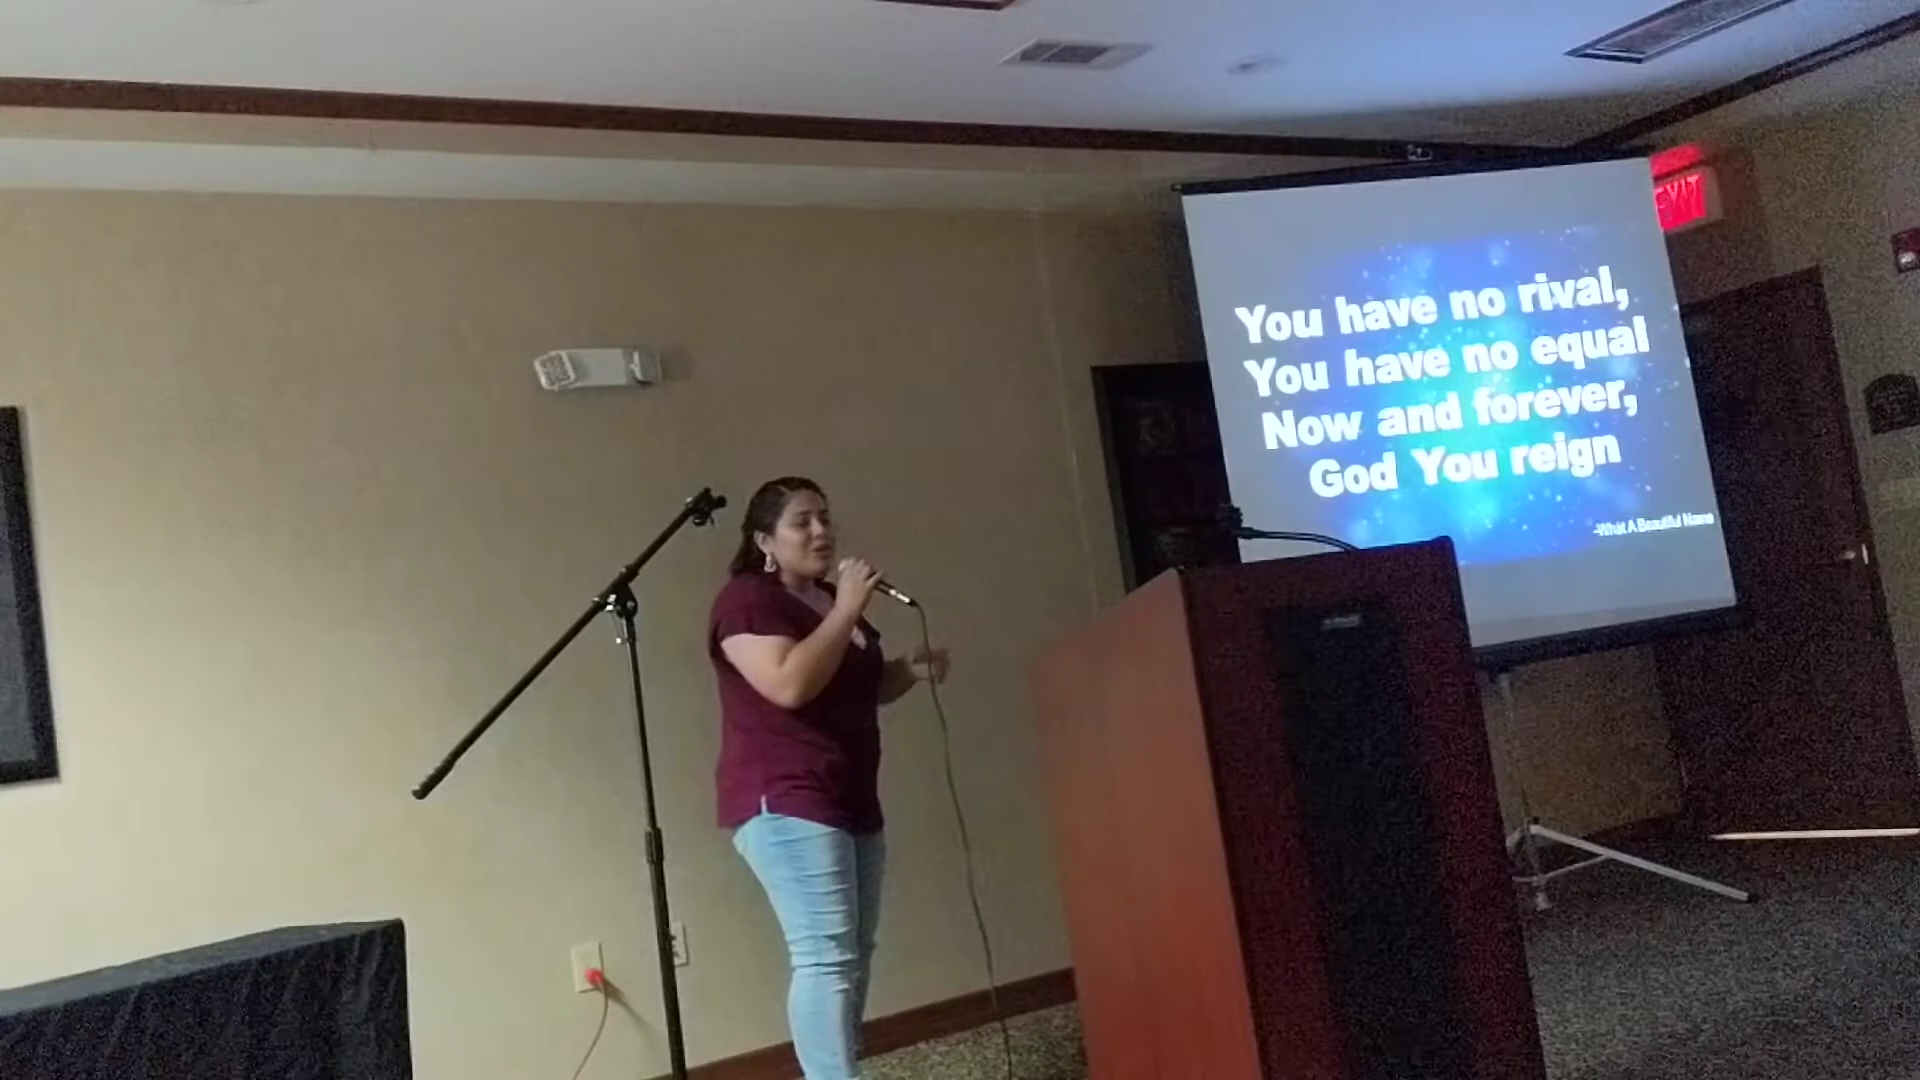 EXIT
You have no rival,
You have no equal
Now and forever,
God You reign
-What A Beautiful Name